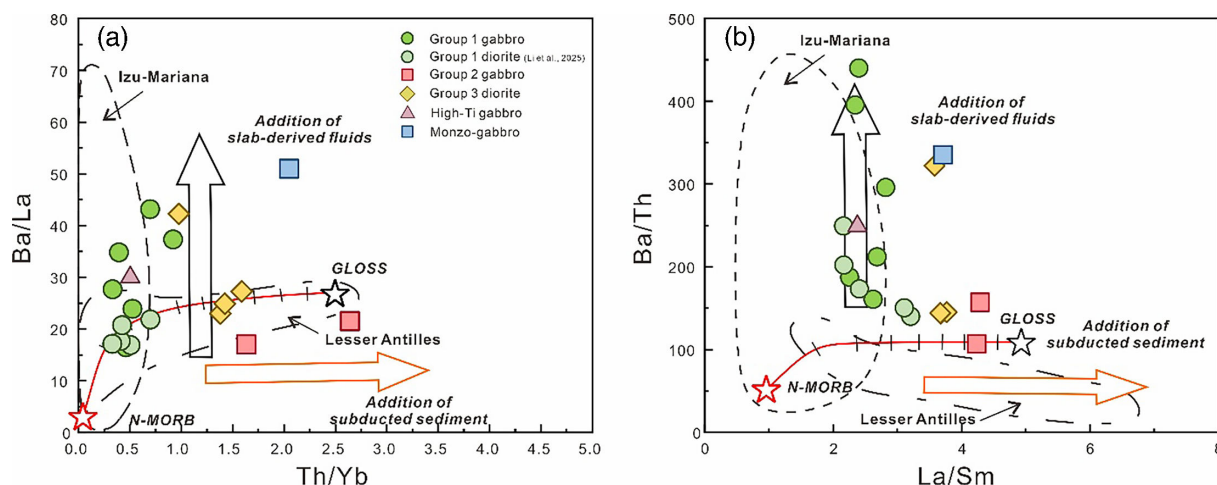 (a)
80
70
60
50
40
30
20
10
0
Ba/La
0
0.5
1.0
1.5
2.0
2.5
3.0
3.5
4.0
4.5
5.0
Th/Yb
Izu-Mariana
Group 1 gabbro
Group 1 diorite (Li et al., 2025)
Group 2 gabbro
Group 3 diorite
High-Ti gabbro
Monzo-gabbro
Addition of
slab-derived fluids
GLOSS
Lesser Antilles
Addition of
subducted sediment
N-MORB
(b)
500
400
300
200
100
0
Ba/Th
0
2
4
6
8
La/Sm
Izu-Mariana
Addition of
slab-derived fluids
GLOSS
Addition of
subducted sediment
N-MORB
Lesser Antilles